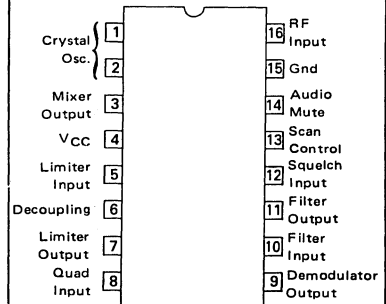 Crystal
Osc.
1
2
Mixer
Output
3
VCC
4
Limiter
Input
5
Decoupling
6
Limiter
Output
7
Quad
Input
8
16
RF
Input
15
Gnd
14
Audio
Mute
13
Scan
Control
12
Squelch
Input
11
Filter
Output
10
Filter
Input
9
Demodulator
Output